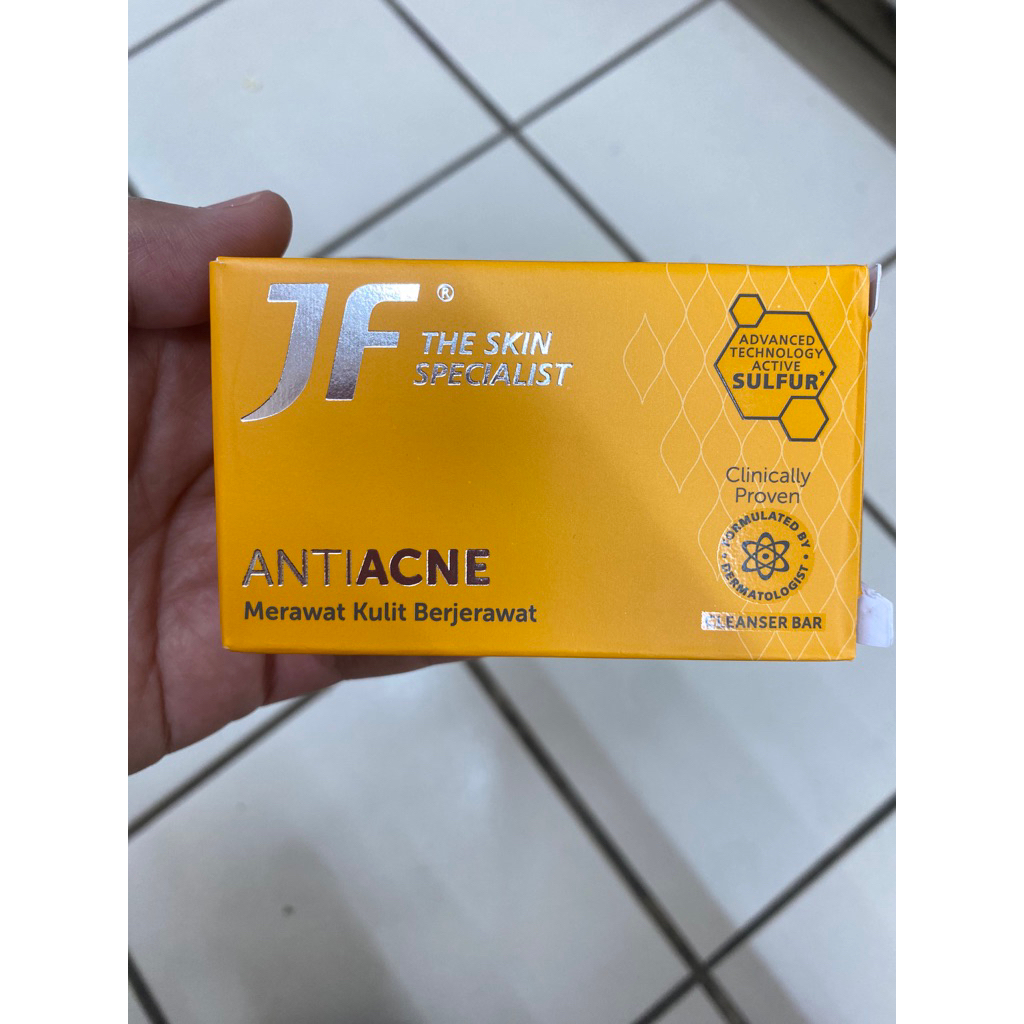 JF®
THE SKIN
SPECIALIST
ADVANCED
TECHNOLOGY
ACTIVE
SULFUR*
Clinically
Proven
FORMULATED BY
DERMATOLOGIST
ANTIACNE
Merawat Kulit Berjerawat
CLEANSER BAR